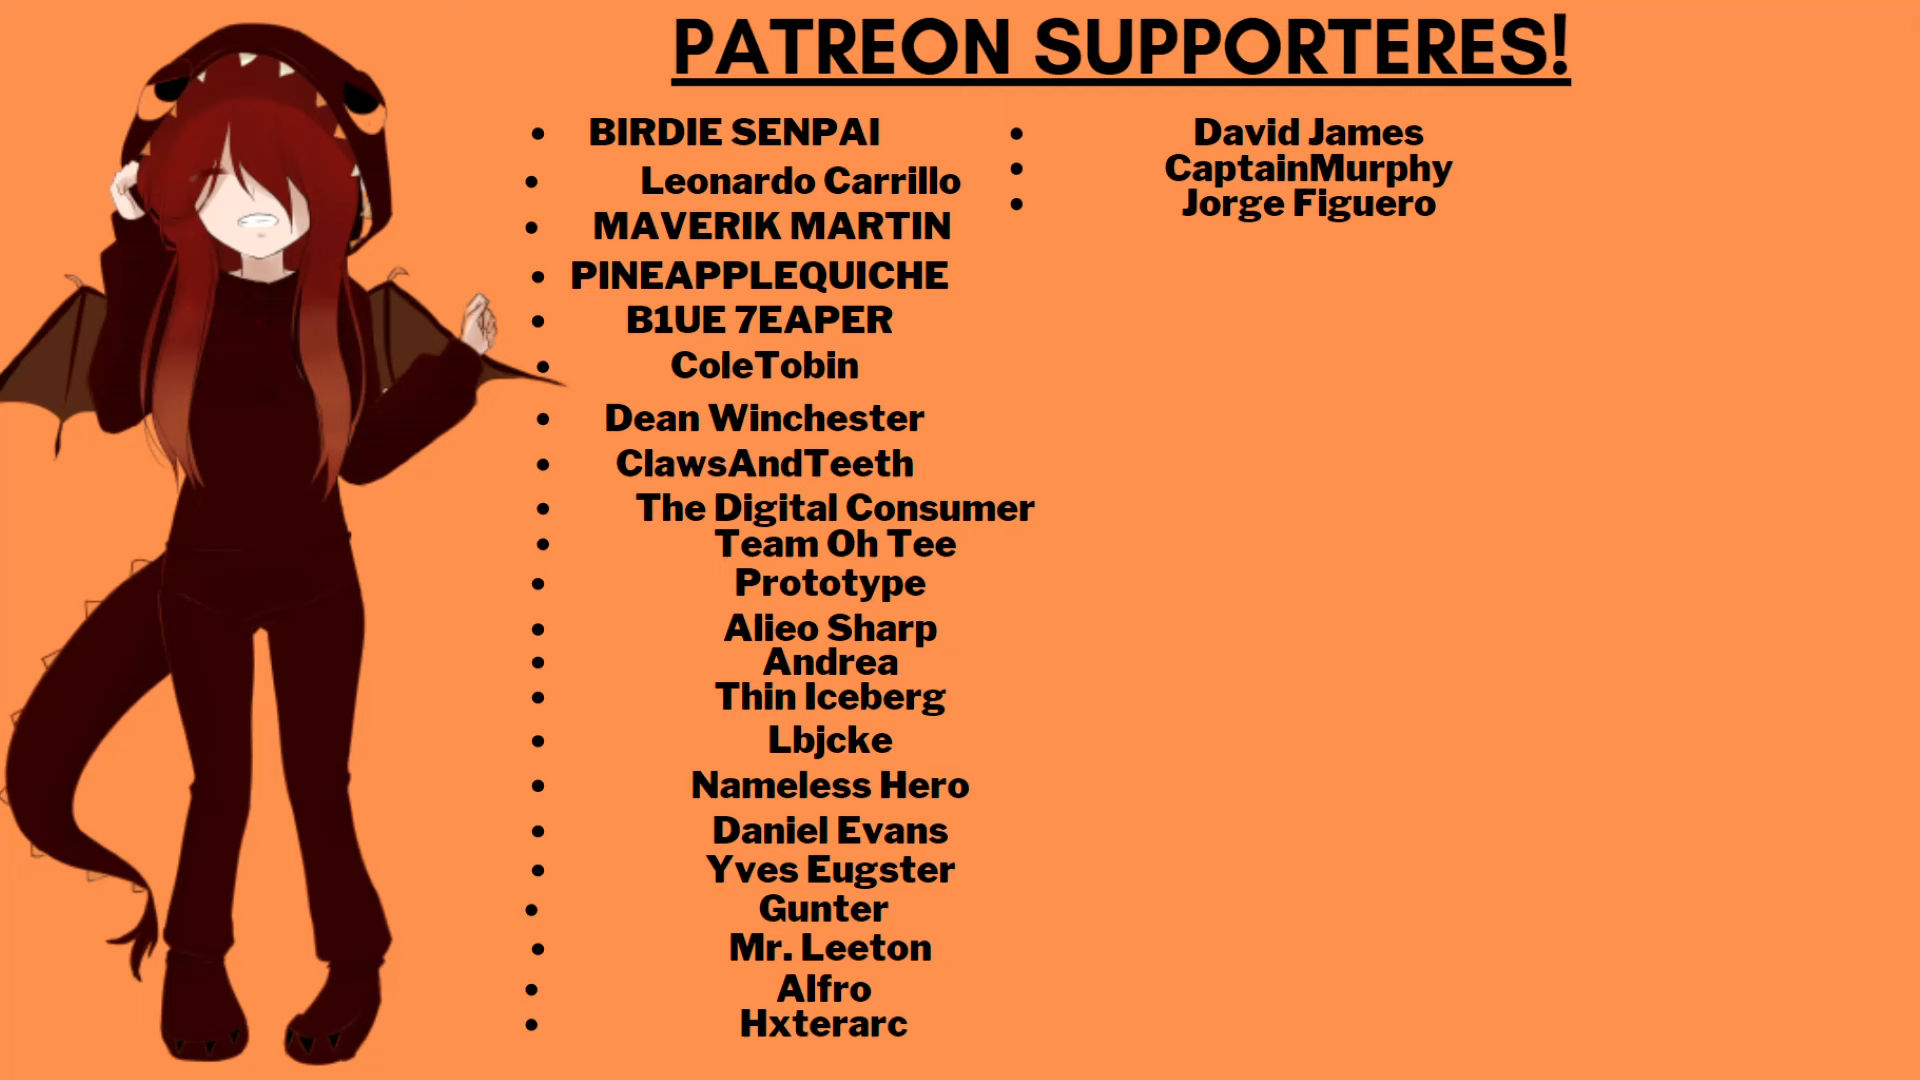 PATREON SUPPORTERES!
• BIRDIE SENPAI
• Leonardo Carrillo
• MAVERIK MARTIN
• PINEAPPLEQUICHE
• B1UE 7EAPER
• ColeTobin
• Dean Winchester
• ClawsAndTeeth
• The Digital Consumer
• Team Oh Tee
• Prototype
• Alieo Sharp
• Andrea
• Thin Iceberg
• Lbjcke
• Nameless Hero
• Daniel Evans
• Yves Eugster
• Gunter
• Mr. Leeton
• Alfro
• Hxterarc
• David James
• CaptainMurphy
• Jorge Figuero